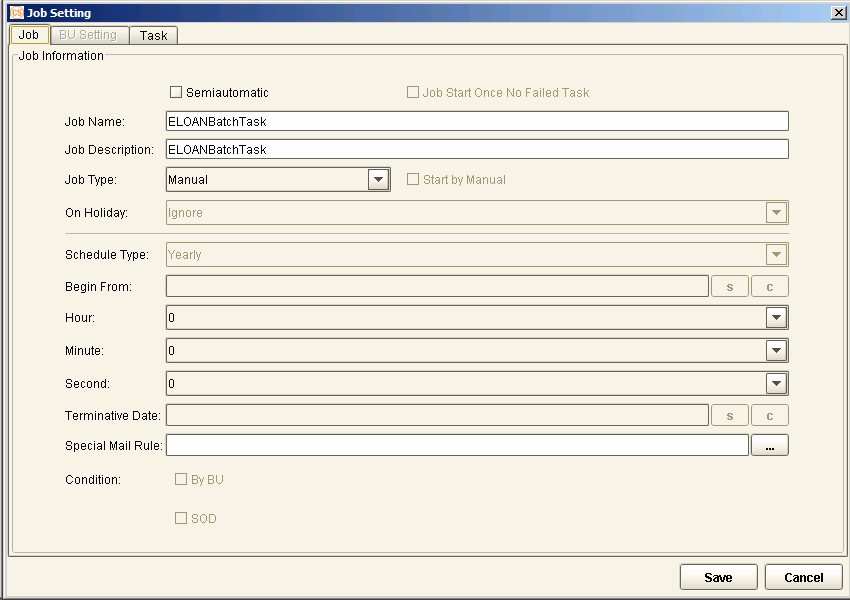 CS Job Setting
Job BU Setting Task
Job Information
Semiautomatic Job Start Once No Failed Task
Job Name: ELOANBatchTask
Job Description: ELOANBatchTask
Job Type: Manual Start by Manual
On Holiday: Ignore
Schedule Type: Yearly
Begin From: s c
Hour: 0
Minute: 0
Second: 0
Terminative Date: s c
Special Mail Rule: ...
Condition: By BU
SOD
Save Cancel